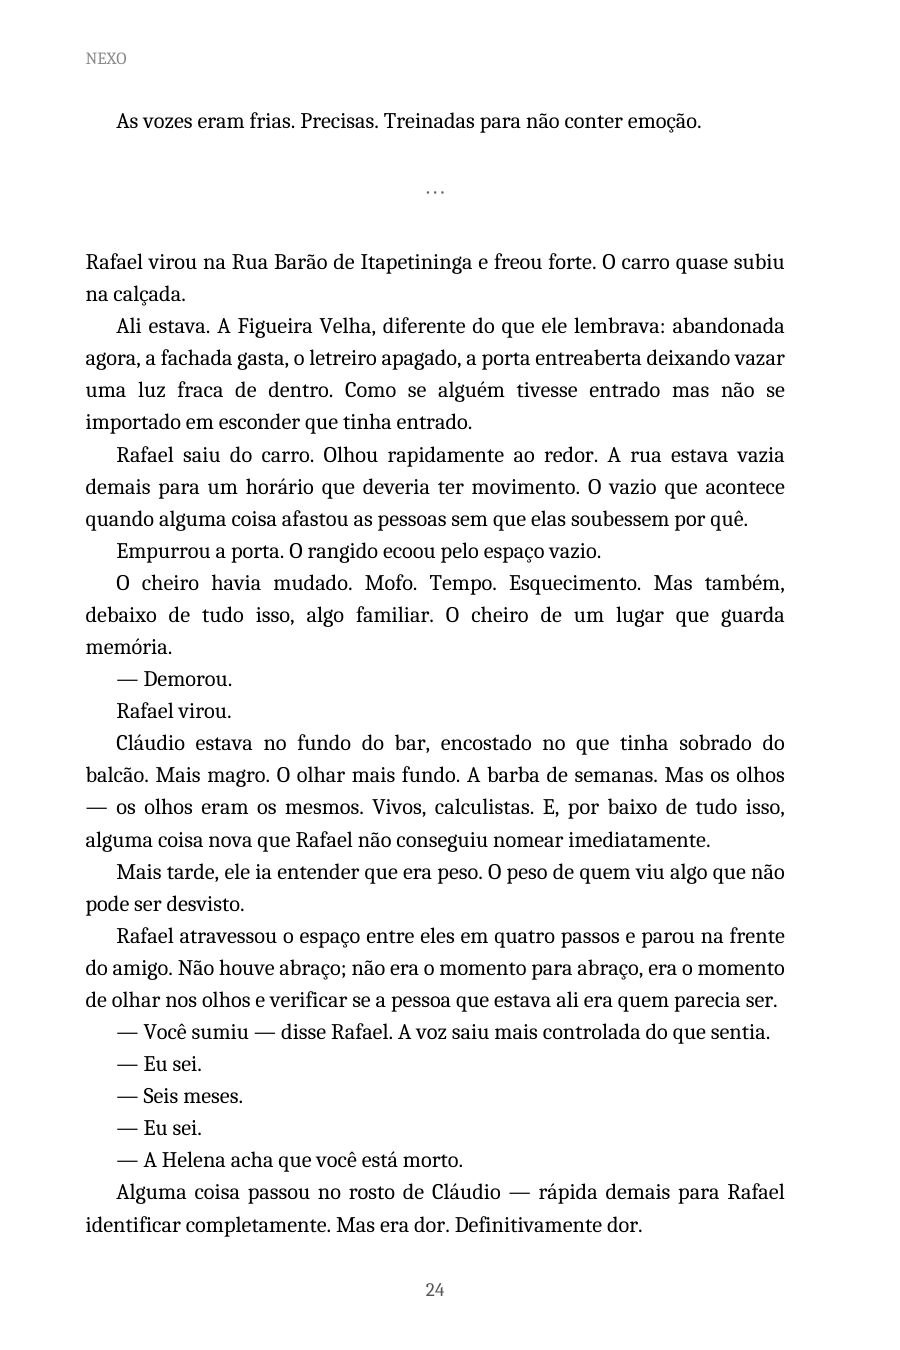 NEXO
As vozes eram frias. Precisas. Treinadas para não conter emoção.
...
Rafael virou na Rua Barão de Itapetininga e freou forte. O carro quase subiu
na calçada.
Ali estava. A Figueira Velha, diferente do que ele lembrava: abandonada
agora, a fachada gasta, o letreiro apagado, a porta entreaberta deixando vazar
uma luz fraca de dentro. Como se alguém tivesse entrado mas não se
importado em esconder que tinha entrado.
Rafael saiu do carro. Olhou rapidamente ao redor. A rua estava vazia
demais para um horário que deveria ter movimento. O vazio que acontece
quando alguma coisa afastou as pessoas sem que elas soubessem por quê.
Empurrou a porta. O rangido ecoou pelo espaço vazio.
O cheiro havia mudado. Mofo. Tempo. Esquecimento. Mas também,
debaixo de tudo isso, algo familiar. O cheiro de um lugar que guarda
memória.
— Demorou.
Rafael virou.
Cláudio estava no fundo do bar, encostado no que tinha sobrado do
balcão. Mais magro. O olhar mais fundo. A barba de semanas. Mas os olhos
— os olhos eram os mesmos. Vivos, calculistas. E, por baixo de tudo isso,
alguma coisa nova que Rafael não conseguiu nomear imediatamente.
Mais tarde, ele ia entender que era peso. O peso de quem viu algo que não
pode ser desvisto.
Rafael atravessou o espaço entre eles em quatro passos e parou na frente
do amigo. Não houve abraço; não era o momento para abraço, era o momento
de olhar nos olhos e verificar se a pessoa que estava ali era quem parecia ser.
— Você sumiu — disse Rafael. A voz saiu mais controlada do que sentia.
— Eu sei.
— Seis meses.
— Eu sei.
— A Helena acha que você está morto.
Alguma coisa passou no rosto de Cláudio — rápida demais para Rafael
identificar completamente. Mas era dor. Definitivamente dor.
24